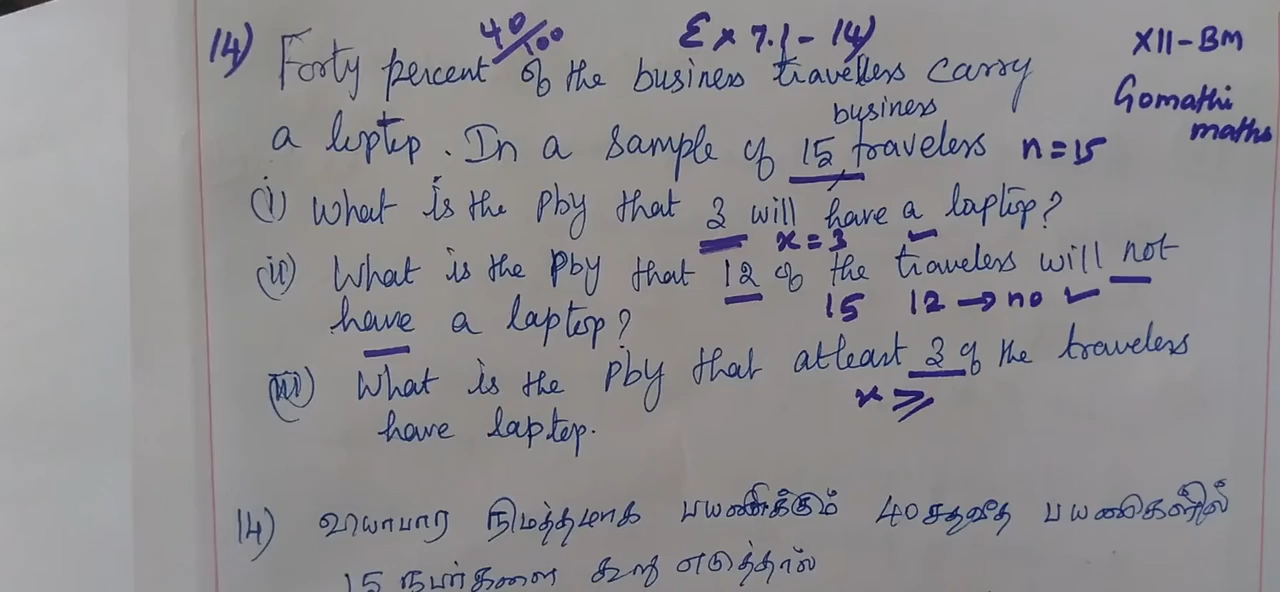 40/100 Ex 7.1 - 14)
XII-BM
14) Forty percent of the business travellers carry
Gomathi
maths
business
a laptop. In a sample of 15 travelers n=15
(i) What is the Pby that 3 will have a laptop?
x = 3
(ii) What is the Pby that 12 of the travelers will not
15 12 → no ✓
have a laptop?
(iii) What is the Pby that atleast 3 of the travelers
x ≥
have laptop.
14) வியாபார நிமித்தமாக பயணிக்கும் 40 சதவீத பயணிகளில்
15 நபர்களை கூறு எடுத்தால்